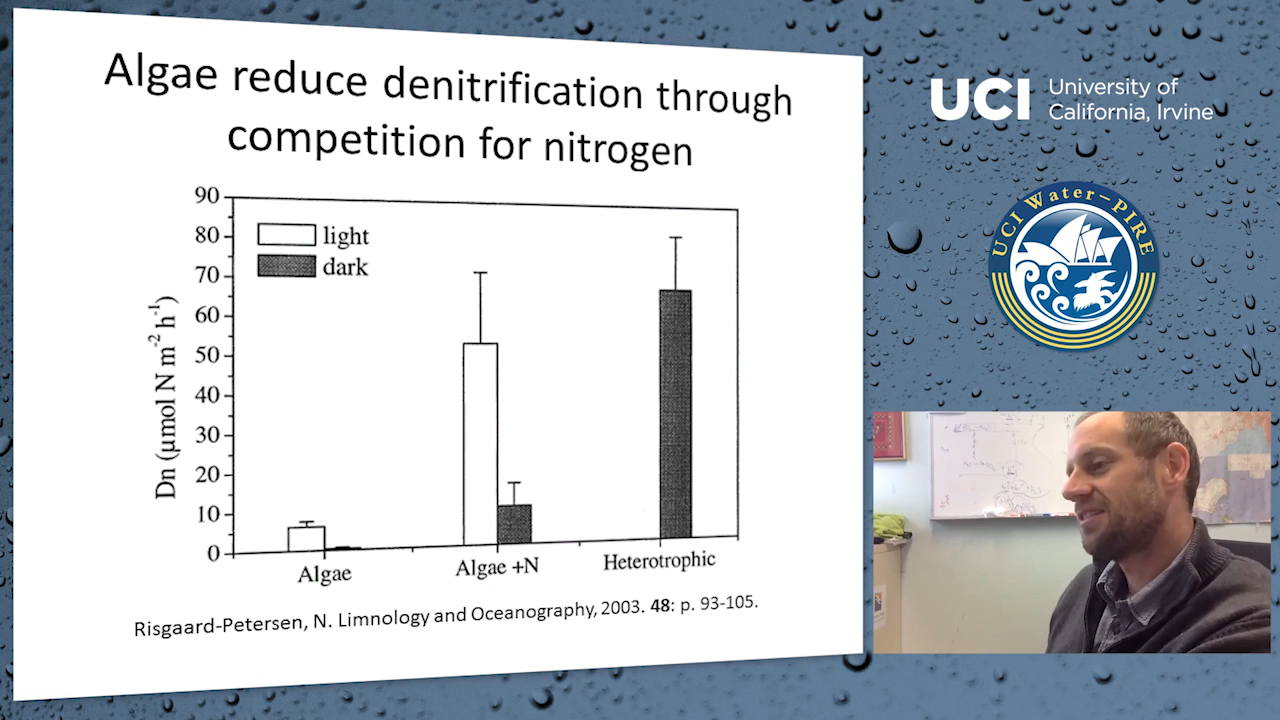 Algae reduce denitrification through
competition for nitrogen
90
80
70
60
50
40
30
20
10
0
light
dark
Dn (µmol N m⁻² h⁻¹)
Algae
Algae +N
Heterotrophic
Risgaard-Petersen, N. Limnology and Oceanography, 2003. 48: p. 93-105.
UCI
University of
California, Irvine
UCI Water-PIRE